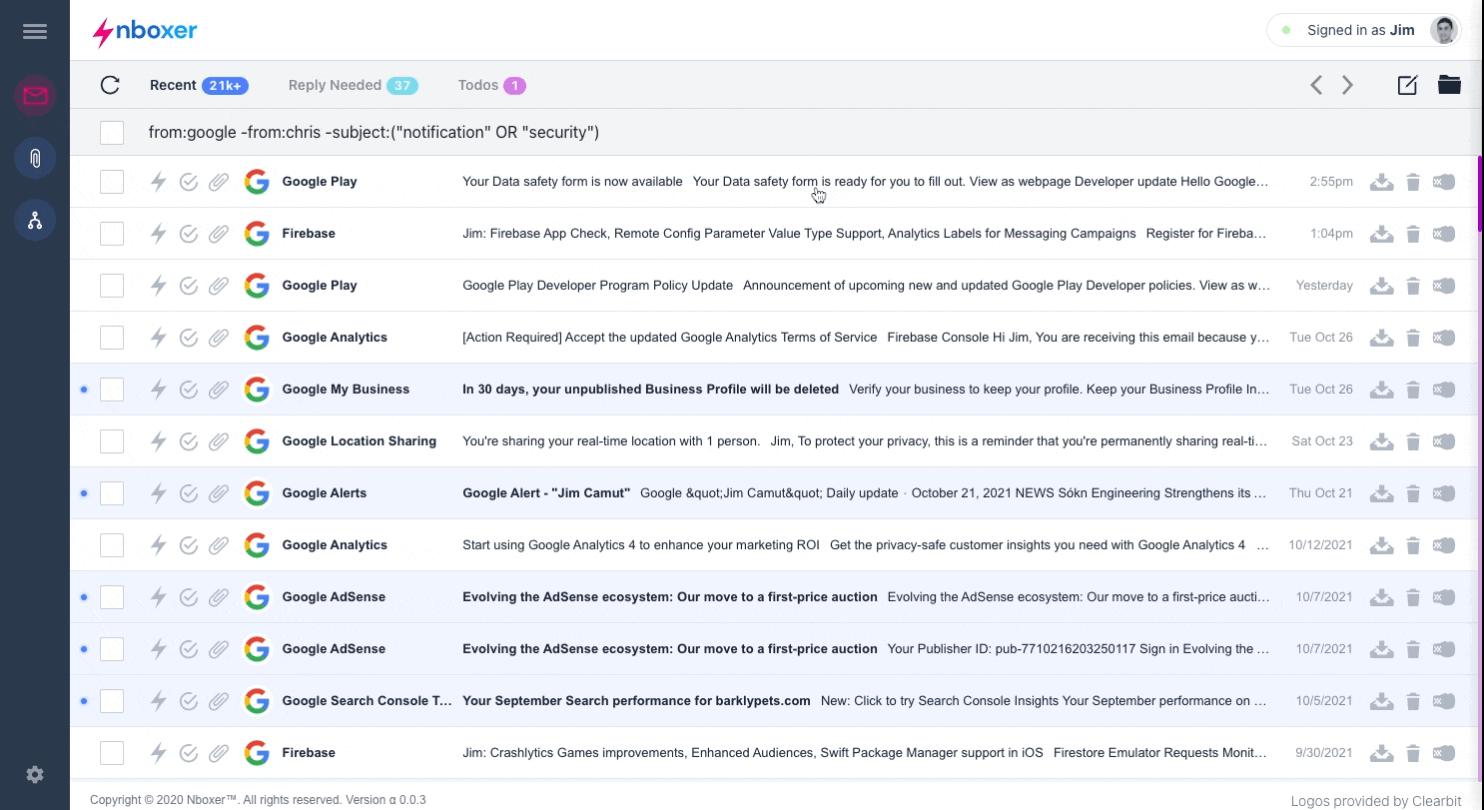 nboxer
Signed in as Jim
Recent 21k+ Reply Needed 37 Todos 1
from:google -from:chris -subject:("notification" OR "security")
Google Play Your Data safety form is now available Your Data safety form is ready for you to fill out. View as webpage Developer update Hello Google... 2:55pm
Firebase Jim: Firebase App Check, Remote Config Parameter Value Type Support, Analytics Labels for Messaging Campaigns Register for Fireba... 1:04pm
Google Play Google Play Developer Program Policy Update Announcement of upcoming new and updated Google Play Developer policies. View as w... Yesterday
Google Analytics [Action Required] Accept the updated Google Analytics Terms of Service Firebase Console Hi Jim, You are receiving this email because y... Tue Oct 26
Google My Business In 30 days, your unpublished Business Profile will be deleted Verify your business to keep your profile. Keep your Business Profile In... Tue Oct 26
Google Location Sharing You're sharing your real-time location with 1 person. Jim, To protect your privacy, this is a reminder that you're permanently sharing real-ti... Sat Oct 23
Google Alerts Google Alert - "Jim Camut" Google &quot;Jim Camut&quot; Daily update · October 21, 2021 NEWS Sókn Engineering Strengthens its ... Thu Oct 21
Google Analytics Start using Google Analytics 4 to enhance your marketing ROI Get the privacy-safe customer insights you need with Google Analytics 4 ... 10/12/2021
Google AdSense Evolving the AdSense ecosystem: Our move to a first-price auction Evolving the AdSense ecosystem: Our move to a first-price aucti... 10/7/2021
Google AdSense Evolving the AdSense ecosystem: Our move to a first-price auction Your Publisher ID: pub-7710216203250117 Sign in Evolving the ... 10/7/2021
Google Search Console T... Your September Search performance for barklypets.com New: Click to try Search Console Insights Your September performance on ... 10/5/2021
Firebase Jim: Crashlytics Games improvements, Enhanced Audiences, Swift Package Manager support in iOS Firestore Emulator Requests Monit... 9/30/2021
Copyright © 2020 Nboxer™. All rights reserved. Version α 0.0.3
Logos provided by Clearbit